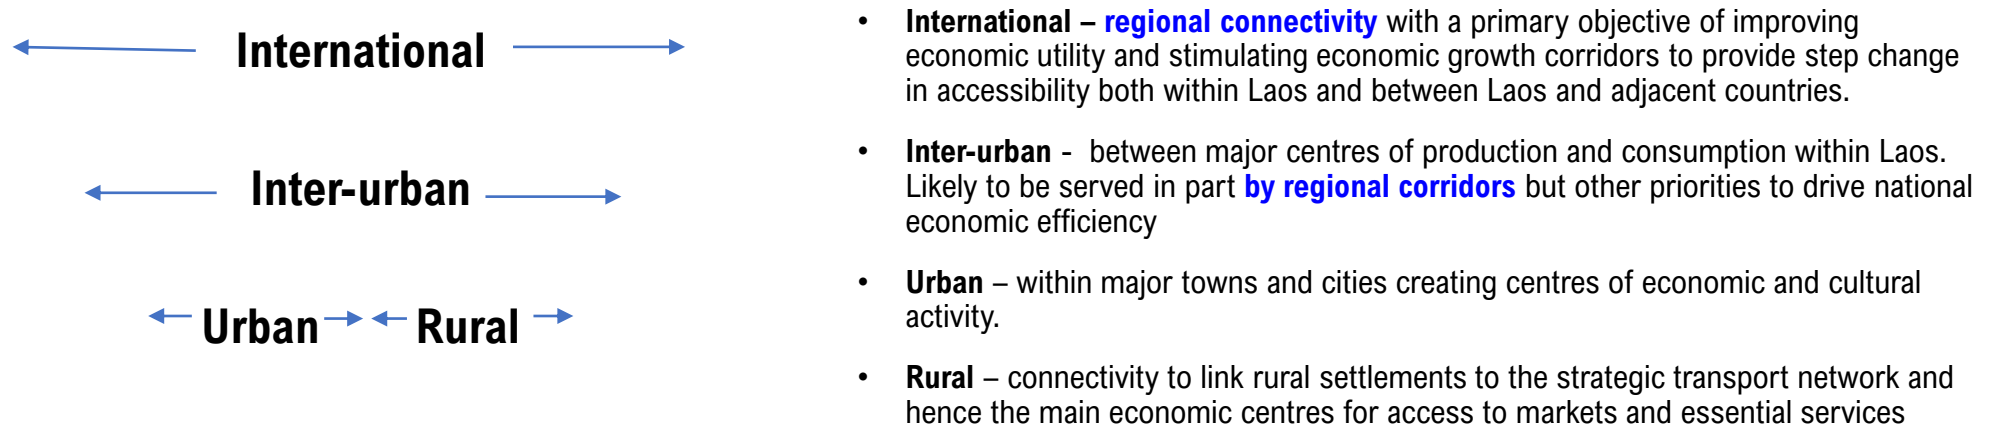 International
Inter-urban
Urban Rural
• International – regional connectivity with a primary objective of improving
economic utility and stimulating economic growth corridors to provide step change
in accessibility both within Laos and between Laos and adjacent countries.
• Inter-urban - between major centres of production and consumption within Laos.
Likely to be served in part by regional corridors but other priorities to drive national
economic efficiency
• Urban – within major towns and cities creating centres of economic and cultural
activity.
• Rural – connectivity to link rural settlements to the strategic transport network and
hence the main economic centres for access to markets and essential services